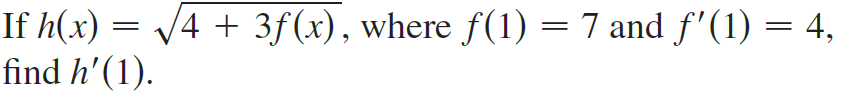 If h(x) = √(4 + 3f(x)), where f(1) = 7 and f′(1) = 4,
find h′(1).